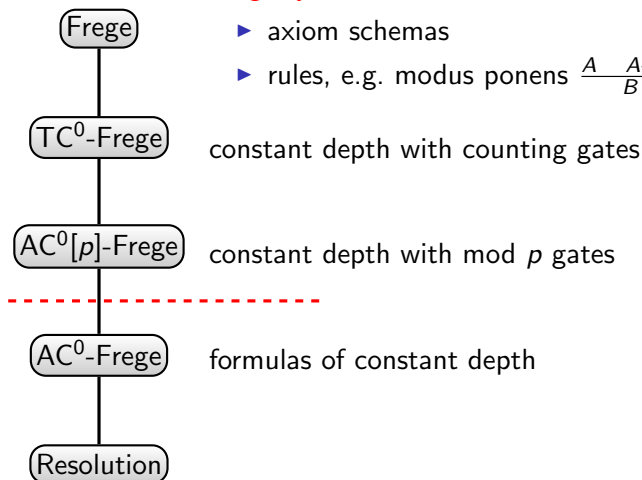 Frege
▶ axiom schemas
▶ rules, e.g. modus ponens A A / B
TC⁰-Frege constant depth with counting gates
AC⁰[p]-Frege constant depth with mod p gates
AC⁰-Frege formulas of constant depth
Resolution